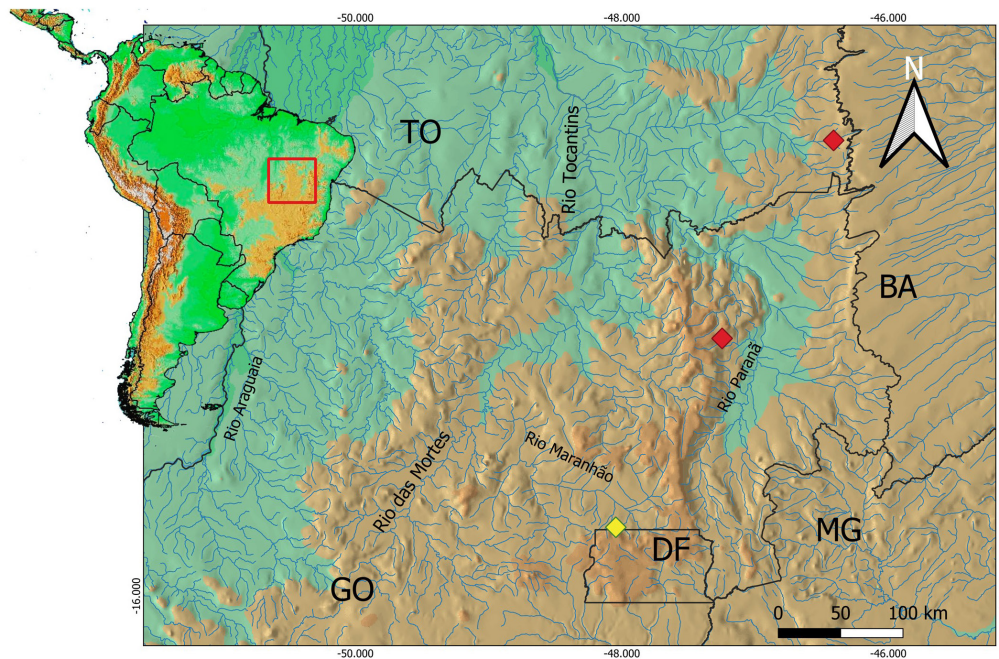 -50.000
-48.000
-46.000
N
TO
Rio Tocantins
BA
Rio Araguaia
Rio Paranã
Rio das Mortes
Rio Maranhão
MG
DF
GO
-16.000
0 50 100 km
-50.000
-48.000
-46.000